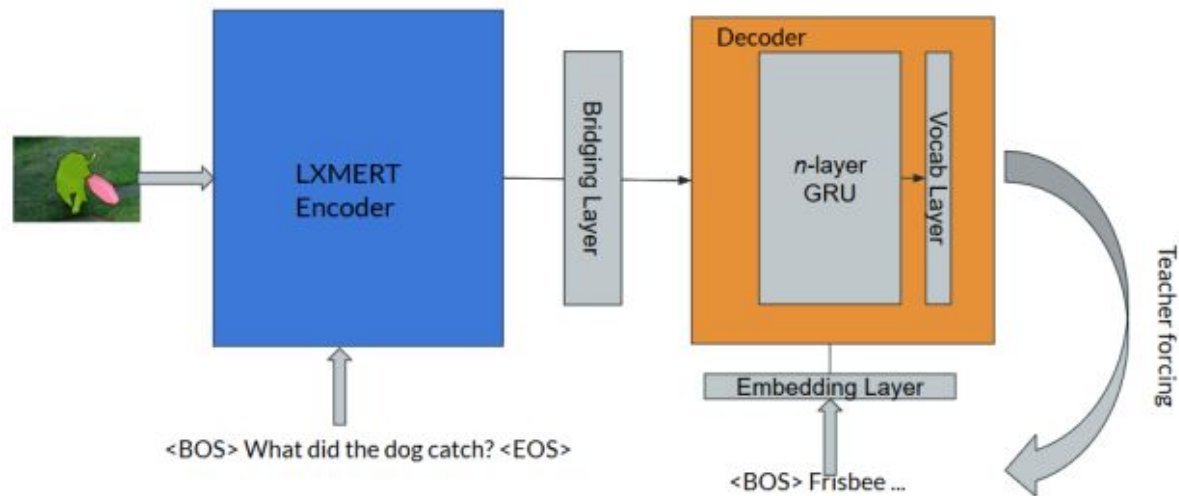 LXMERT
Encoder
Bridging Layer
Decoder
n-layer
GRU
Vocab Layer
Teacher forcing
Embedding Layer
<BOS> What did the dog catch? <EOS>
<BOS> Frisbee ...